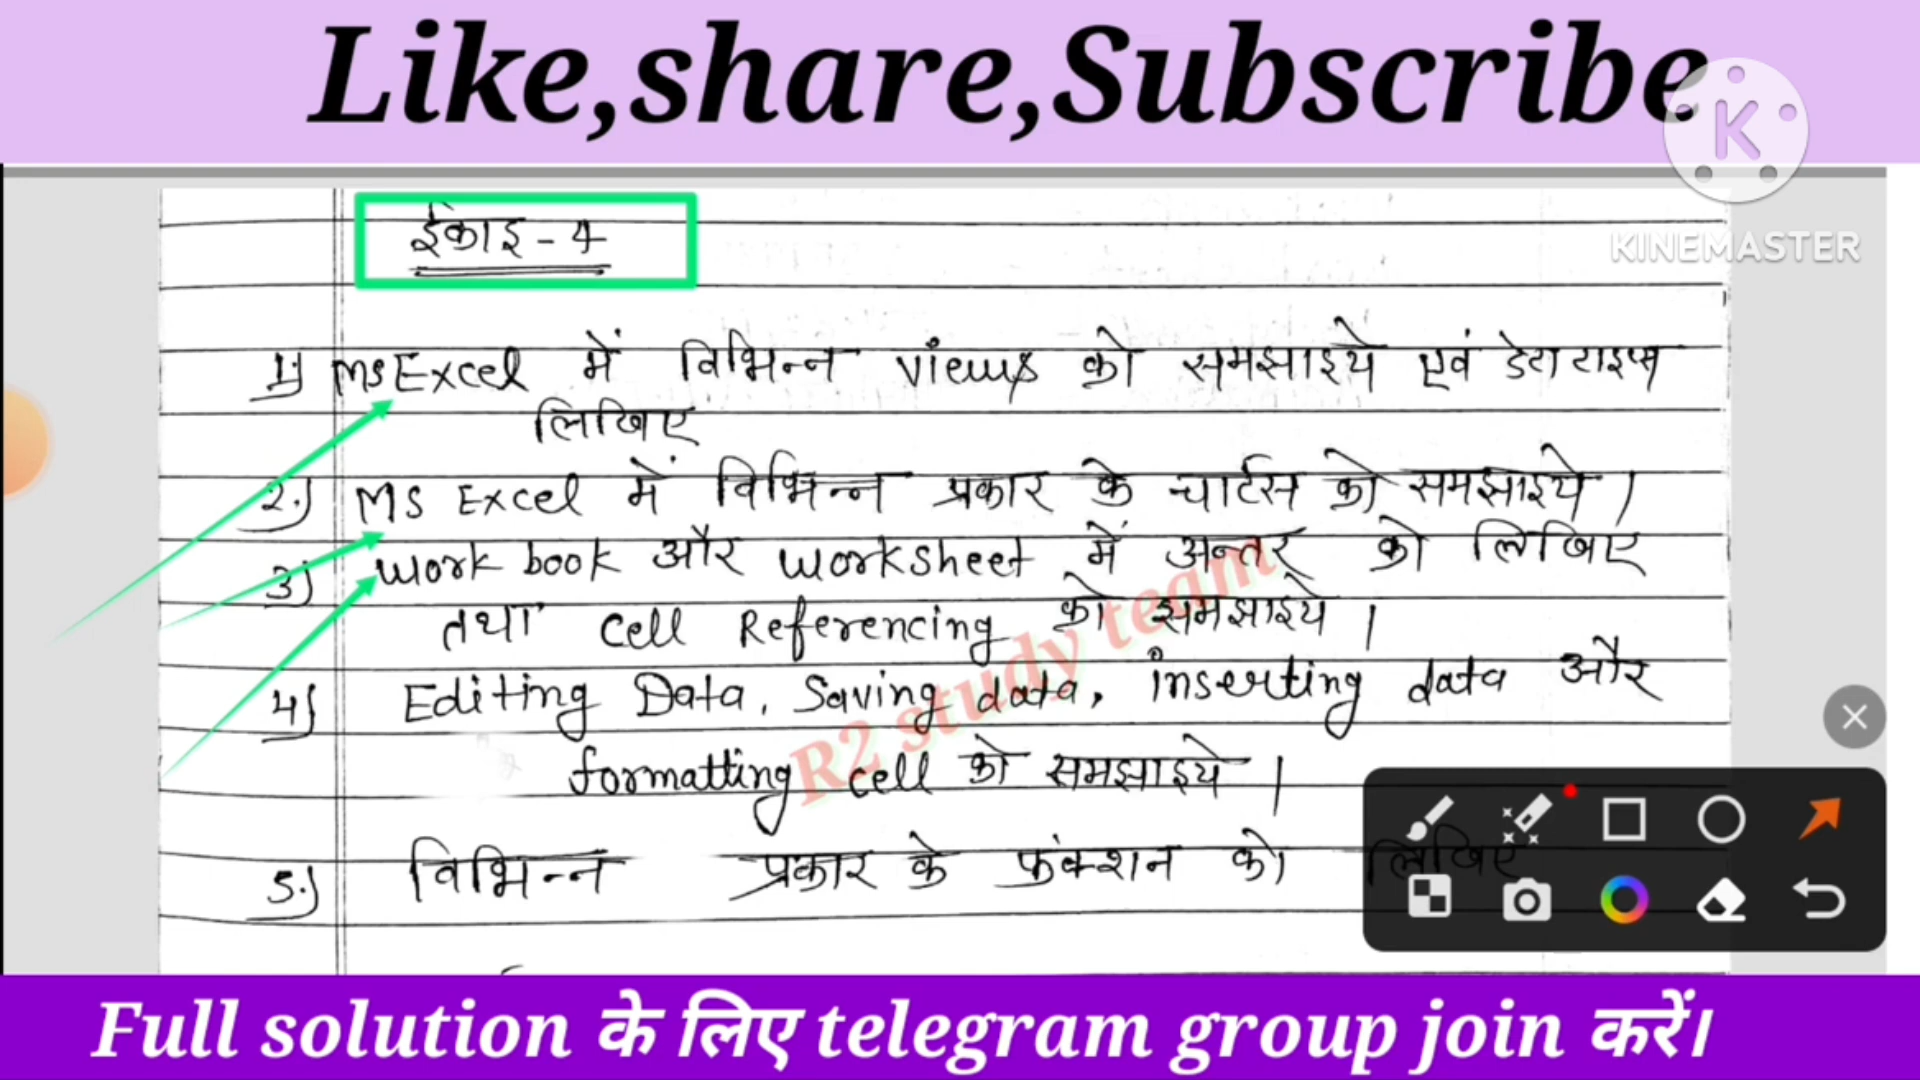 Like,share,Subscribe
K
KINEMASTER
ईकाइ - 4
1) Ms Excel में विभिन्न views को समझाइये एवं डेटा टाइप्स
लिखिए
2.) MS Excel में विभिन्न प्रकार के चार्टस को समझाइये।
3) work book और worksheet में अन्तर को लिखिए
तथा cell Referencing को समझाइये।
4) Editing Data, Saving data, inserting data और
formatting cell को समझाइये।
5.) विभिन्न प्रकार के फंक्शन को लिखिए
R2 study team
Full solution के लिए telegram group join करें।